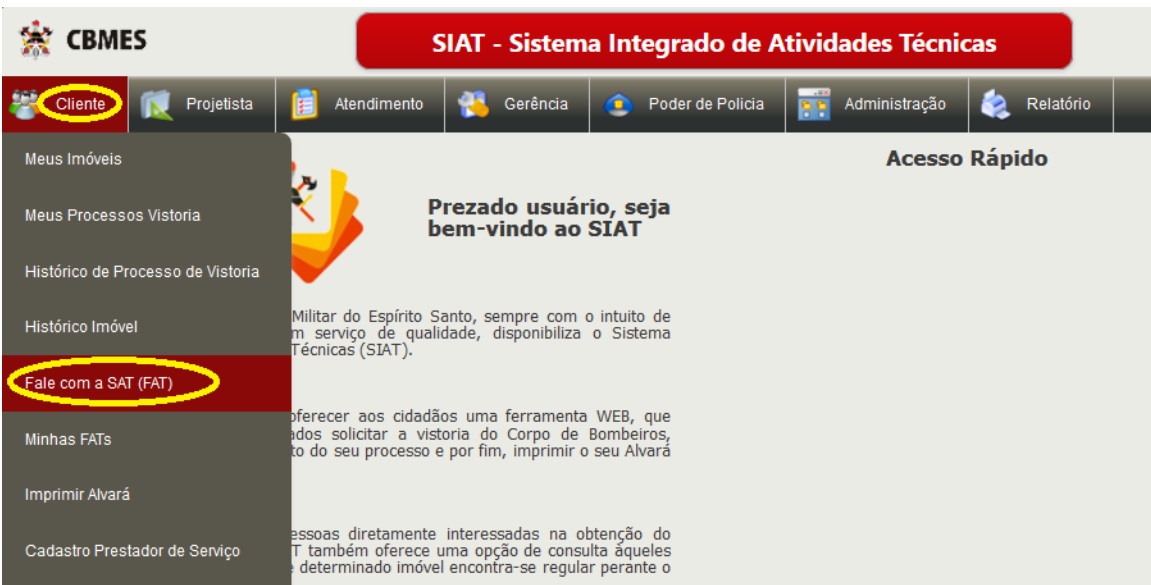 CBMES
SIAT - Sistema Integrado de Atividades Técnicas
Cliente
Projetista
Atendimento
Gerência
Poder de Policia
Administração
Relatório
Meus Imóveis
Meus Processos Vistoria
Histórico de Processo de Vistoria
Histórico Imóvel
Fale com a SAT (FAT)
Minhas FATs
Imprimir Alvará
Cadastro Prestador de Serviço
Prezado usuário, seja
bem-vindo ao SIAT
Militar do Espírito Santo, sempre com o intuito de
m serviço de qualidade, disponibiliza o Sistema
Técnicas (SIAT).
oferecer aos cidadãos uma ferramenta WEB, que
ados solicitar a vistoria do Corpo de Bombeiros,
to do seu processo e por fim, imprimir o seu Alvará
essoas diretamente interessadas na obtenção do
T também oferece uma opção de consulta àqueles
e determinado imóvel encontra-se regular perante o
Acesso Rápido